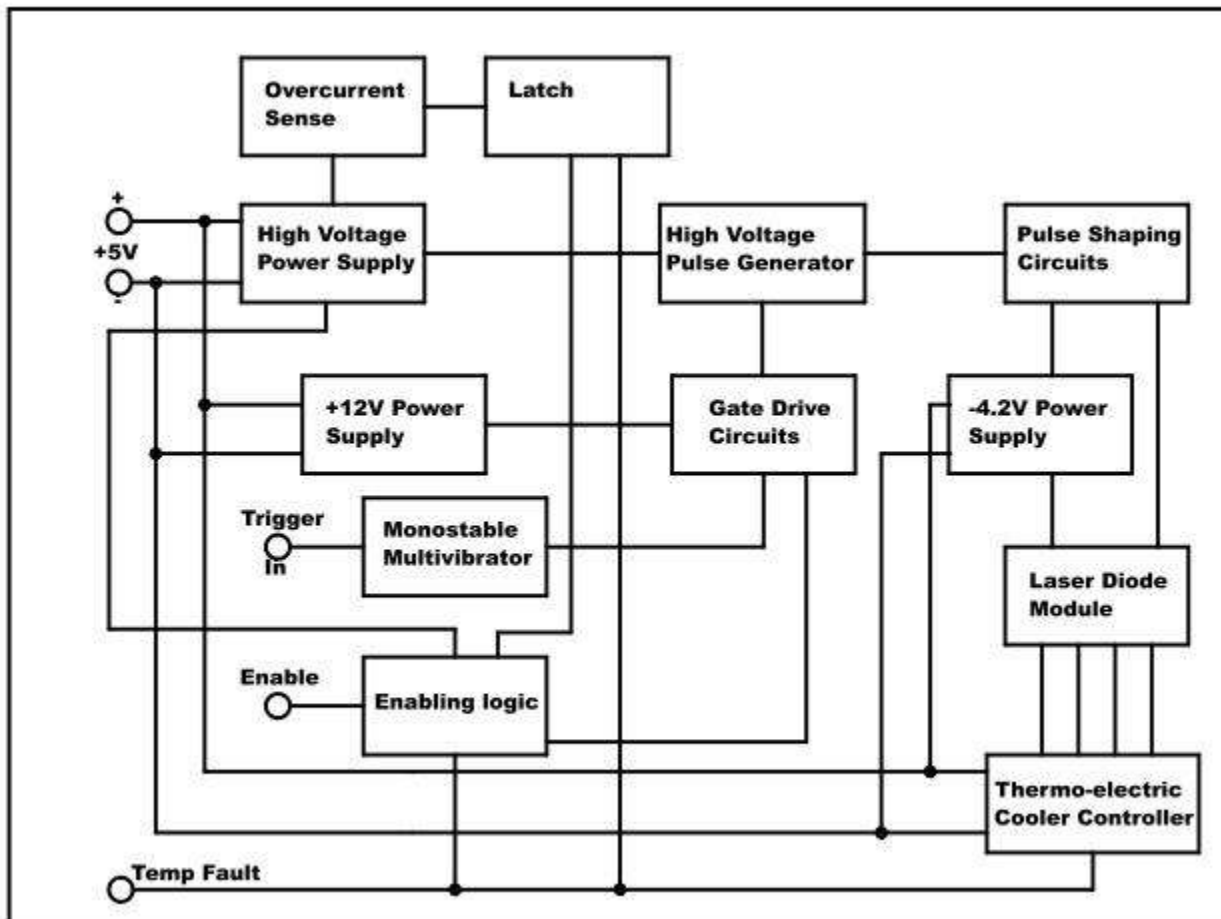 Overcurrent
Sense
Latch
+
+5V
-
High Voltage
Power Supply
High Voltage
Pulse Generator
Pulse Shaping
Circuits
+12V Power
Supply
Gate Drive
Circuits
-4.2V Power
Supply
Trigger
In
Monostable
Multivibrator
Laser Diode
Module
Enable
Enabling logic
Thermo-electric
Cooler Controller
Temp Fault